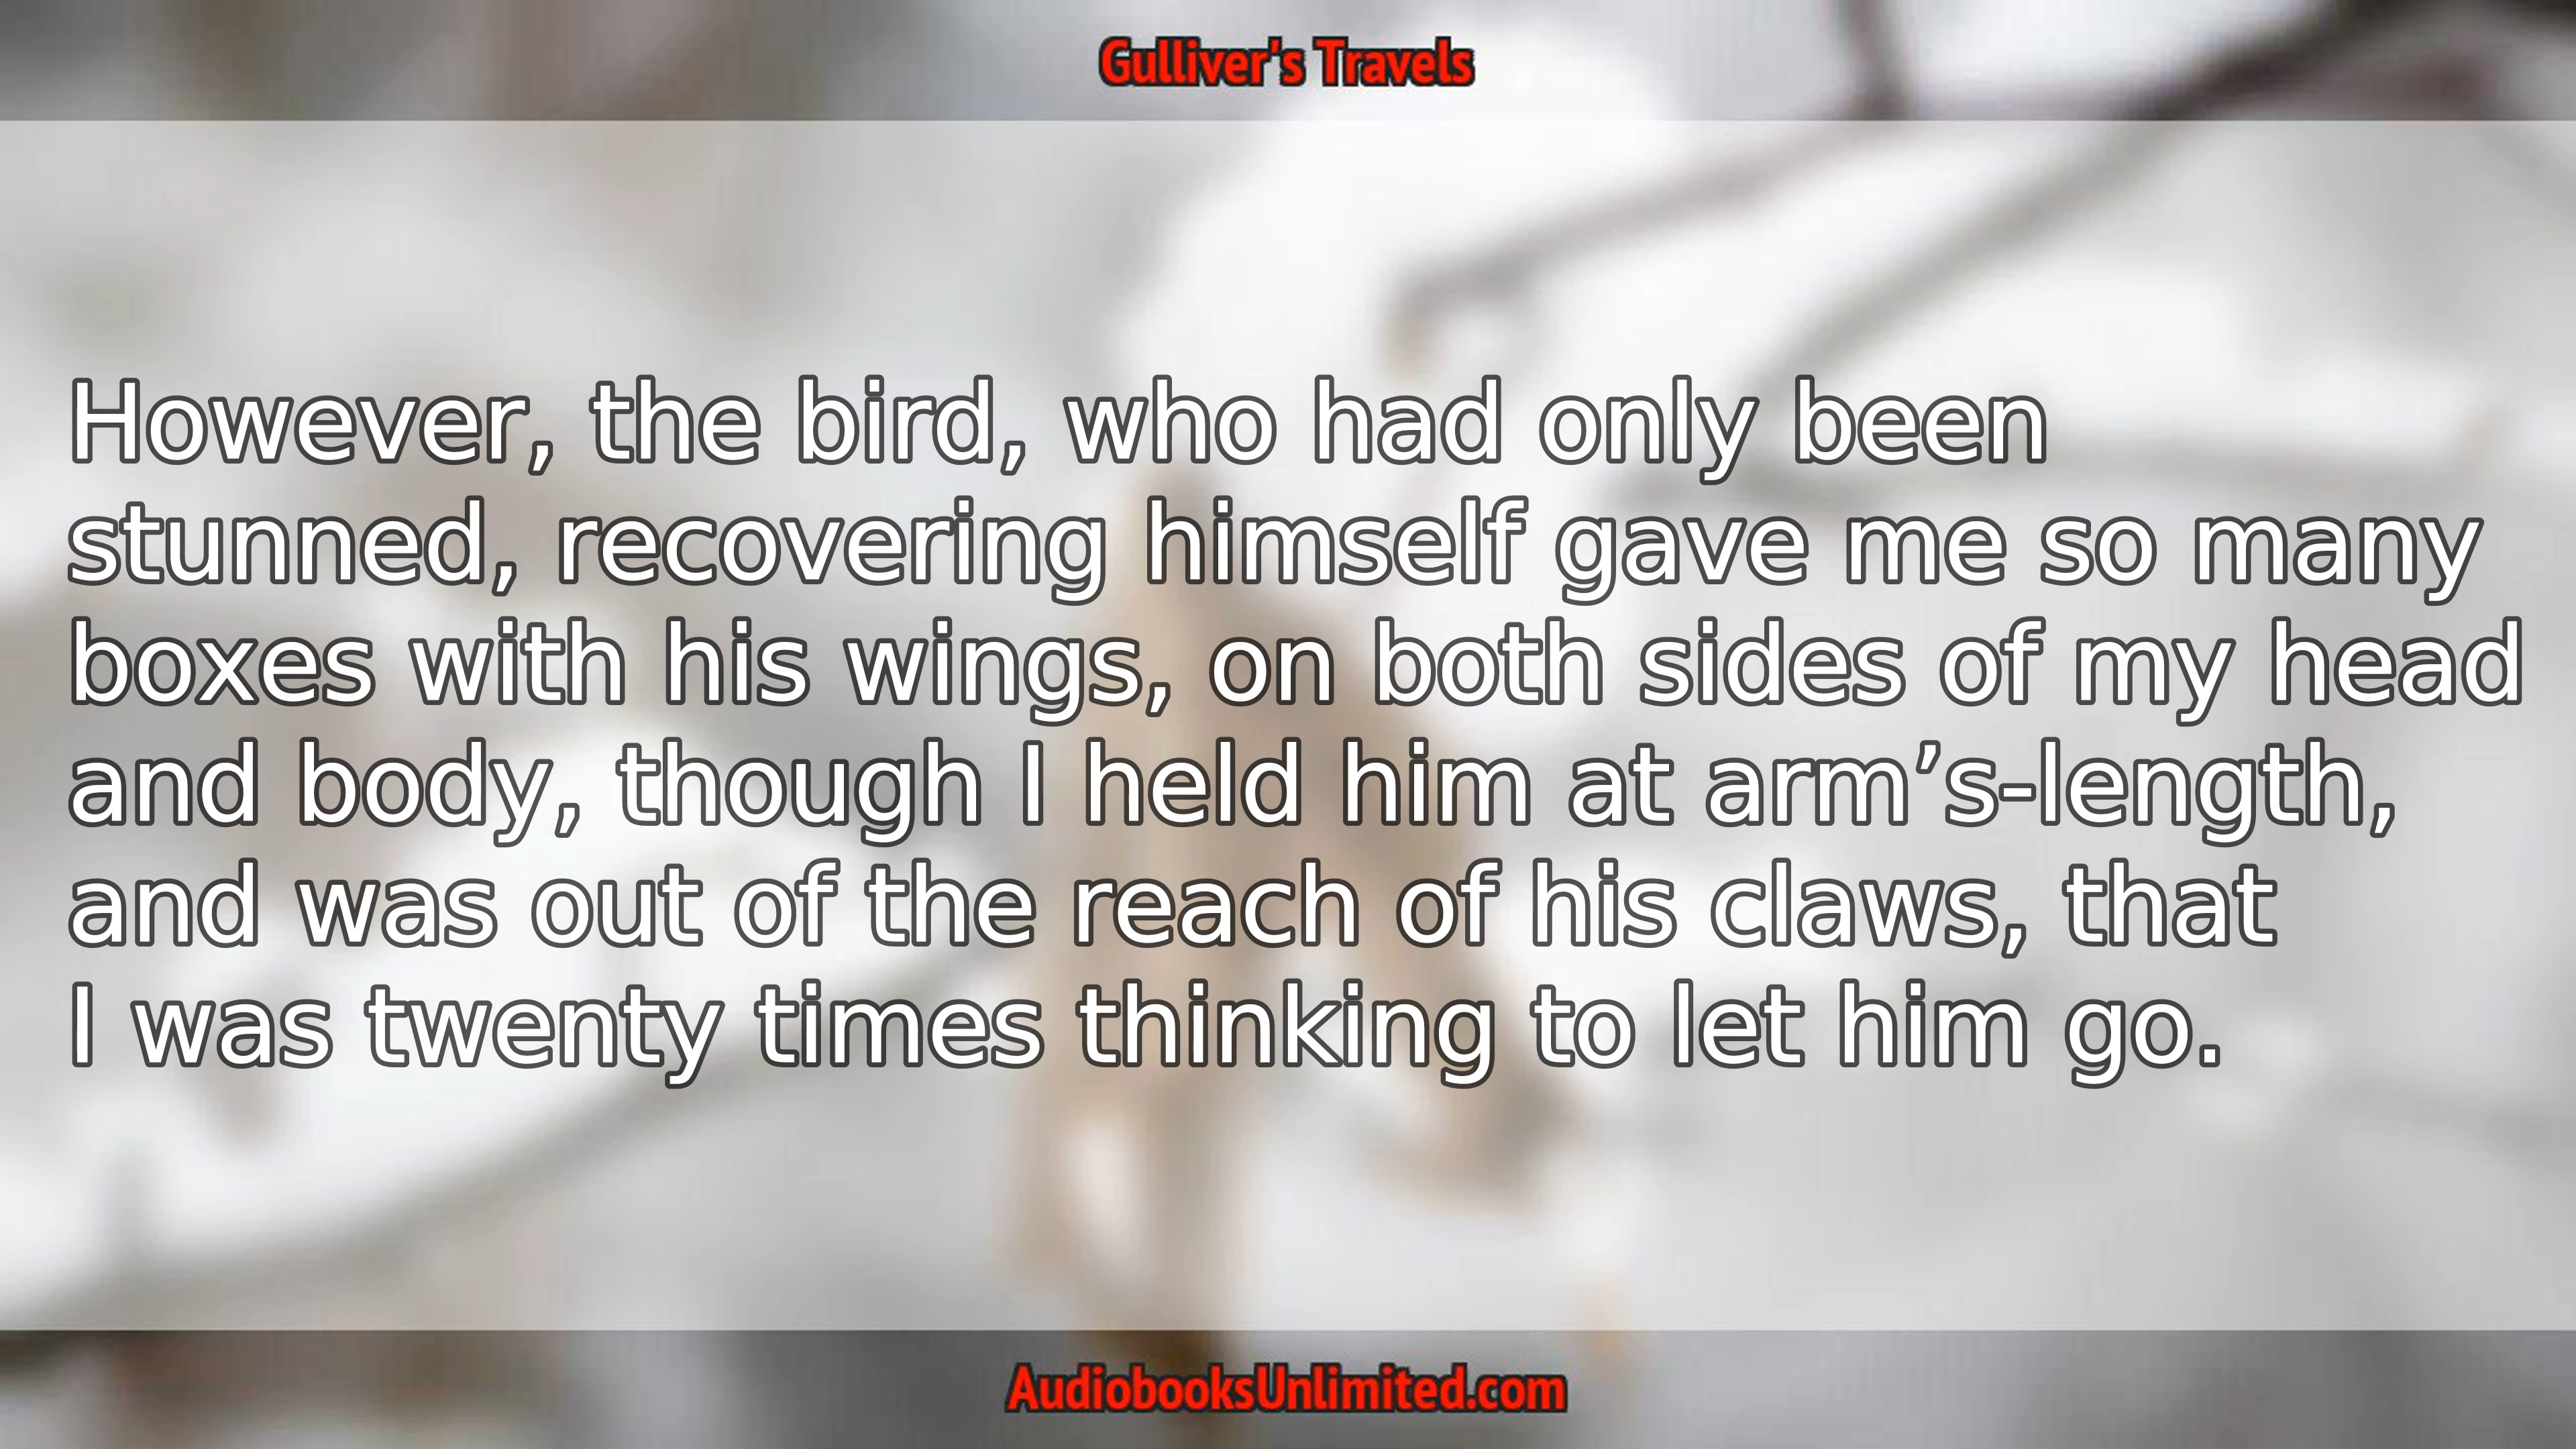 Gulliver's Travels
However, the bird, who had only been
stunned, recovering himself gave me so many
boxes with his wings, on both sides of my head
and body, though I held him at arm’s-length,
and was out of the reach of his claws, that
I was twenty times thinking to let him go.
AudiobooksUnlimited.com